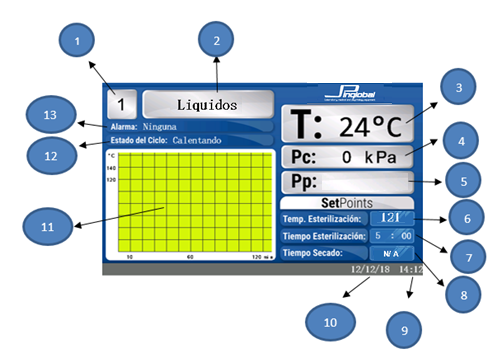 1
2
3
4
5
6
7
8
9
10
11
12
13
1
Liquidos
Pinglobal
Alarma: Ninguna
Estado del Ciclo: Calentando
T: 24°C
Pc: 0 kPa
Pp:
SetPoints
Temp. Esterilización: 121
Tiempo Esterilización: 5 : 00
Tiempo Secado: N/A
°C
140
120
10 60 120
12/12/18 14:12